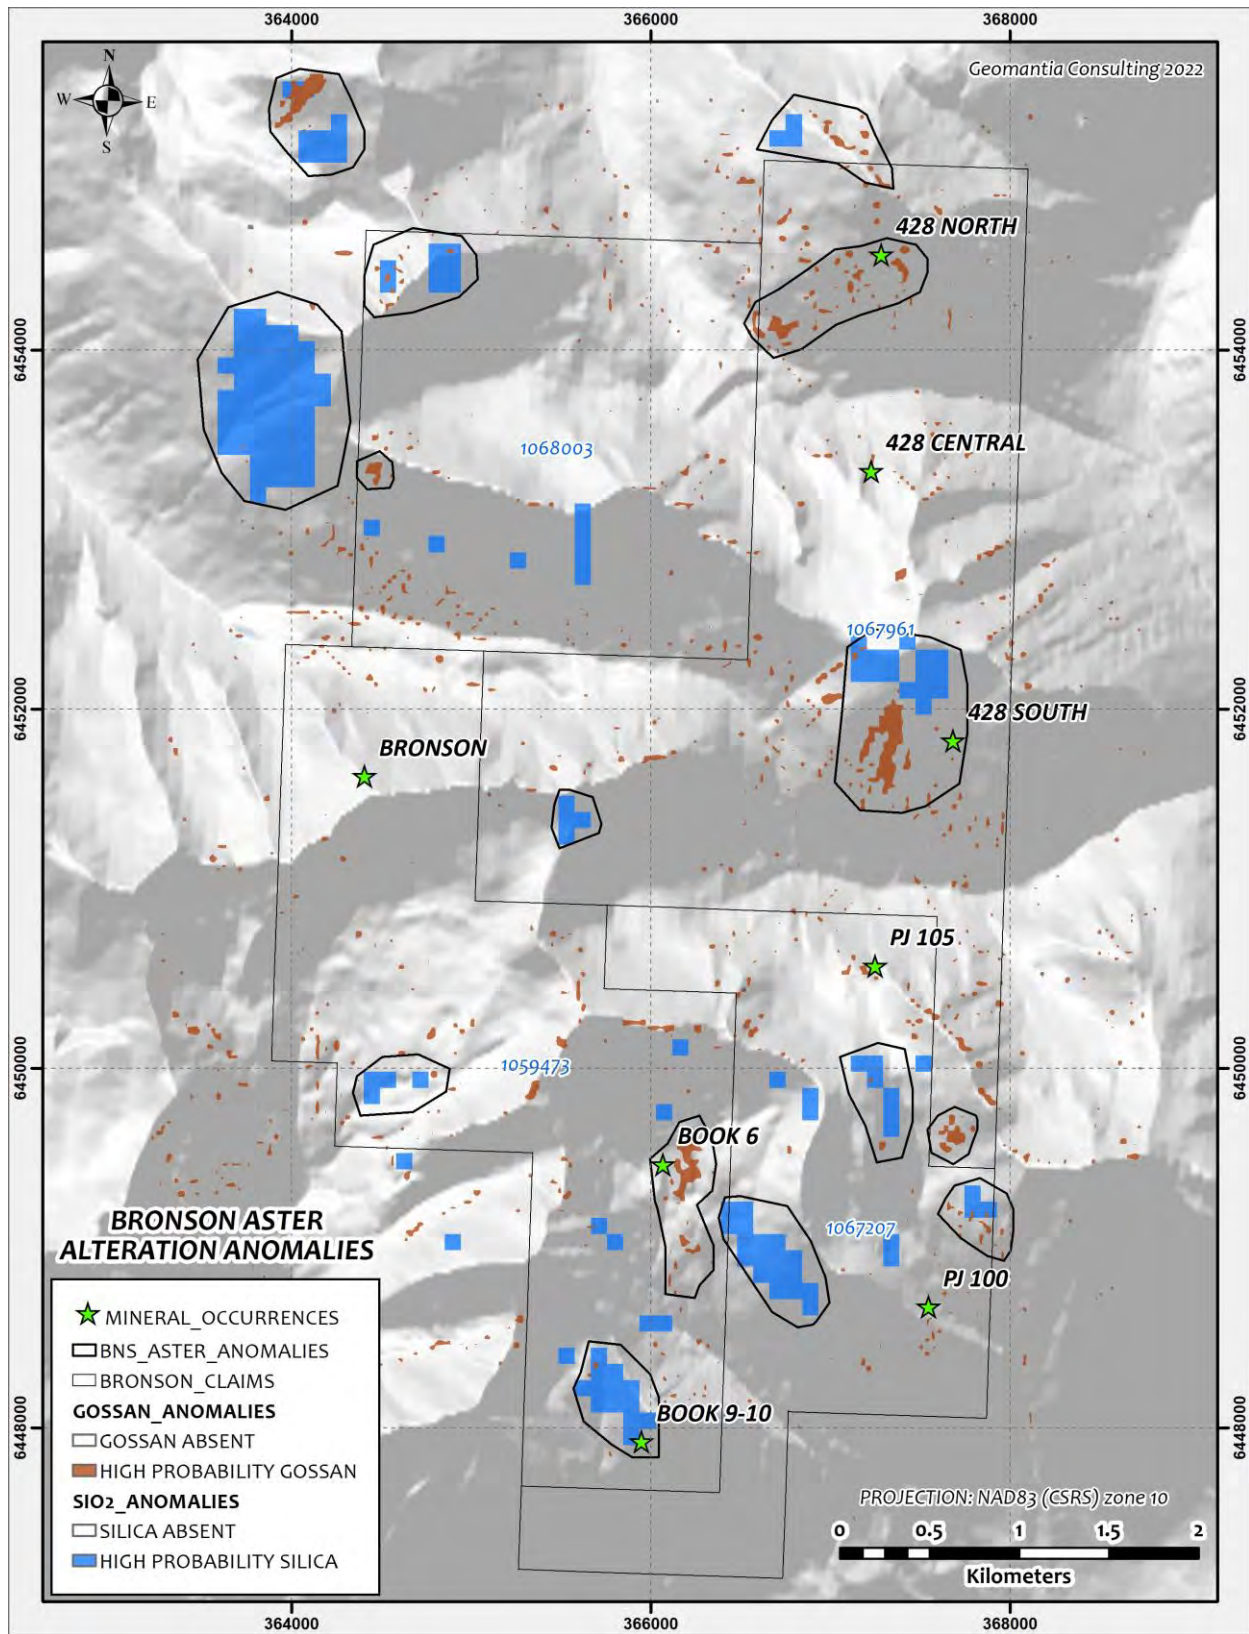 364000
366000
368000
Geomantia Consulting 2022
N
W
E
S
428 NORTH
6454000
6454000
428 CENTRAL
1068003
1067961
6452000
6452000
428 SOUTH
BRONSON
PJ 105
6450000
6450000
1059473
BOOK 6
BRONSON ASTER
ALTERATION ANOMALIES
1067207
PJ 100
MINERAL_OCCURRENCES
BNS_ASTER_ANOMALIES
BRONSON_CLAIMS
GOSSAN_ANOMALIES
GOSSAN ABSENT
HIGH PROBABILITY GOSSAN
SIO2_ANOMALIES
SILICA ABSENT
HIGH PROBABILITY SILICA
BOOK 9-10
6448000
6448000
PROJECTION: NAD83 (CSRS) zone 10
0 0.5 1 1.5 2
Kilometers
364000
366000
368000